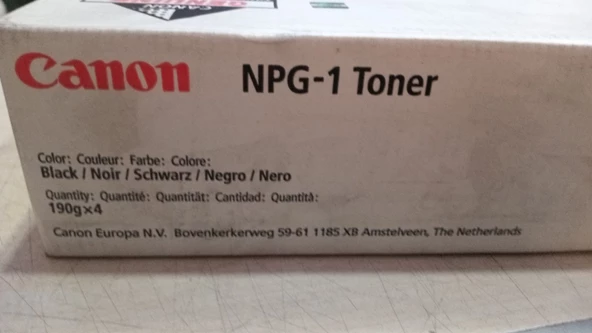 Canon NPG-1 Toner
Color: Couleur: Farbe: Colore:
Black / Noir / Schwarz / Negro / Nero
Quantity: Quantité: Quantität: Cantidad: Quantità:
190g×4
Canon Europa N.V. Bovenkerkerweg 59-61 1185 XB Amstelveen, The Netherlands